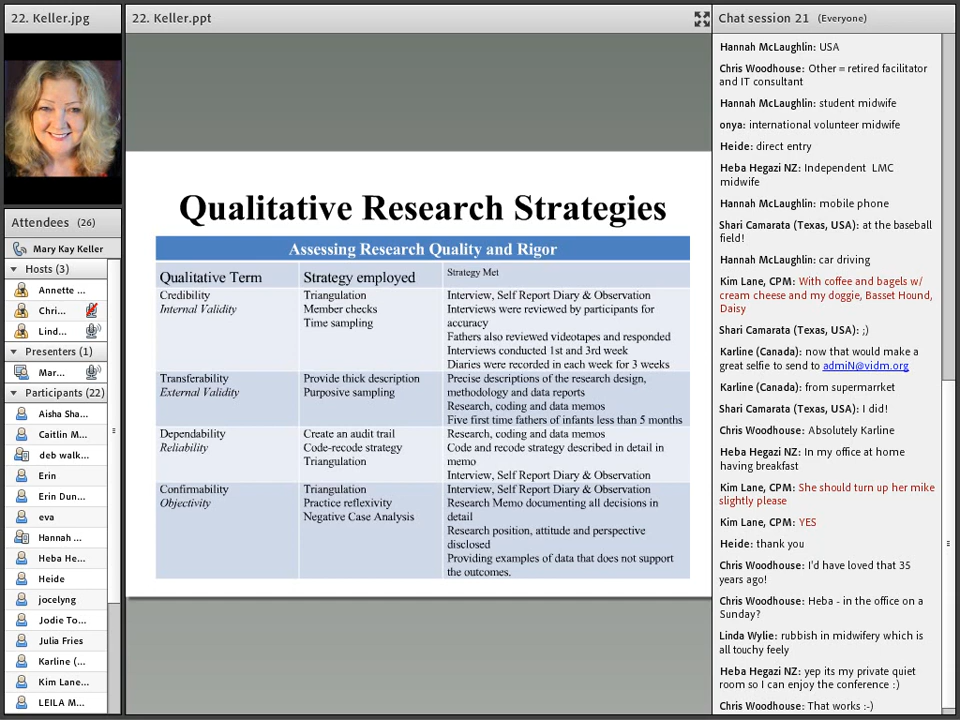 22. Keller.jpg
22. Keller.ppt
Chat session 21 (Everyone)
Attendees (26)
Mary Kay Keller
Hosts (3)
Annette ...
Chri...
Lind...
Presenters (1)
Mar...
Participants (22)
Aisha Sha...
Caitlin M...
deb walk...
Erin
Erin Dun...
eva
Hannah ...
Heba He...
Heide
jocelyng
Jodie To...
Julia Fries
Karline (...
Kim Lane...
LEILA M...
Qualitative Research Strategies
Assessing Research Quality and Rigor
Qualitative Term
Strategy employed
Strategy Met
Credibility
Internal Validity
Triangulation
Member checks
Time sampling
Interview, Self Report Diary & Observation
Interviews were reviewed by participants for
accuracy
Fathers also reviewed videotapes and responded
Interviews conducted 1st and 3rd week
Diaries were recorded in each week for 3 weeks
Transferability
External Validity
Provide thick description
Purposive sampling
Precise descriptions of the research design,
methodology and data reports
Research, coding and data memos
Five first time fathers of infants less than 5 months
Dependability
Reliability
Create an audit trail
Code-recode strategy
Triangulation
Research, coding and data memos
Code and recode strategy described in detail in
memo
Interview, Self Report Diary & Observation
Confirmability
Objectivity
Triangulation
Practice reflexivity
Negative Case Analysis
Interview, Self Report Diary & Observation
Research Memo documenting all decisions in
detail
Research position, attitude and perspective
disclosed
Providing examples of data that does not support
the outcomes.
Hannah McLaughlin: USA
Chris Woodhouse: Other = retired facilitator
and IT consultant
Hannah McLaughlin: student midwife
onya: international volunteer midwife
Heide: direct entry
Heba Hegazi NZ: Independent LMC
midwife
Hannah McLaughlin: mobile phone
Shari Camarata (Texas, USA): at the baseball
field!
Hannah McLaughlin: car driving
Kim Lane, CPM: With coffee and bagels w/
cream cheese and my doggie, Basset Hound,
Daisy
Shari Camarata (Texas, USA): ;)
Karline (Canada): now that would make a
great selfie to send to admiN@vidm.org
Karline (Canada): from supermarrket
Shari Camarata (Texas, USA): I did!
Chris Woodhouse: Absolutely Karline
Heba Hegazi NZ: In my office at home
having breakfast
Kim Lane, CPM: She should turn up her mike
slightly please
Kim Lane, CPM: YES
Heide: thank you
Chris Woodhouse: I'd have loved that 35
years ago!
Chris Woodhouse: Heba - in the office on a
Sunday?
Linda Wylie: rubbish in midwifery which is
all touchy feely
Heba Hegazi NZ: yep its my private quiet
room so I can enjoy the conference :)
Chris Woodhouse: That works :-)